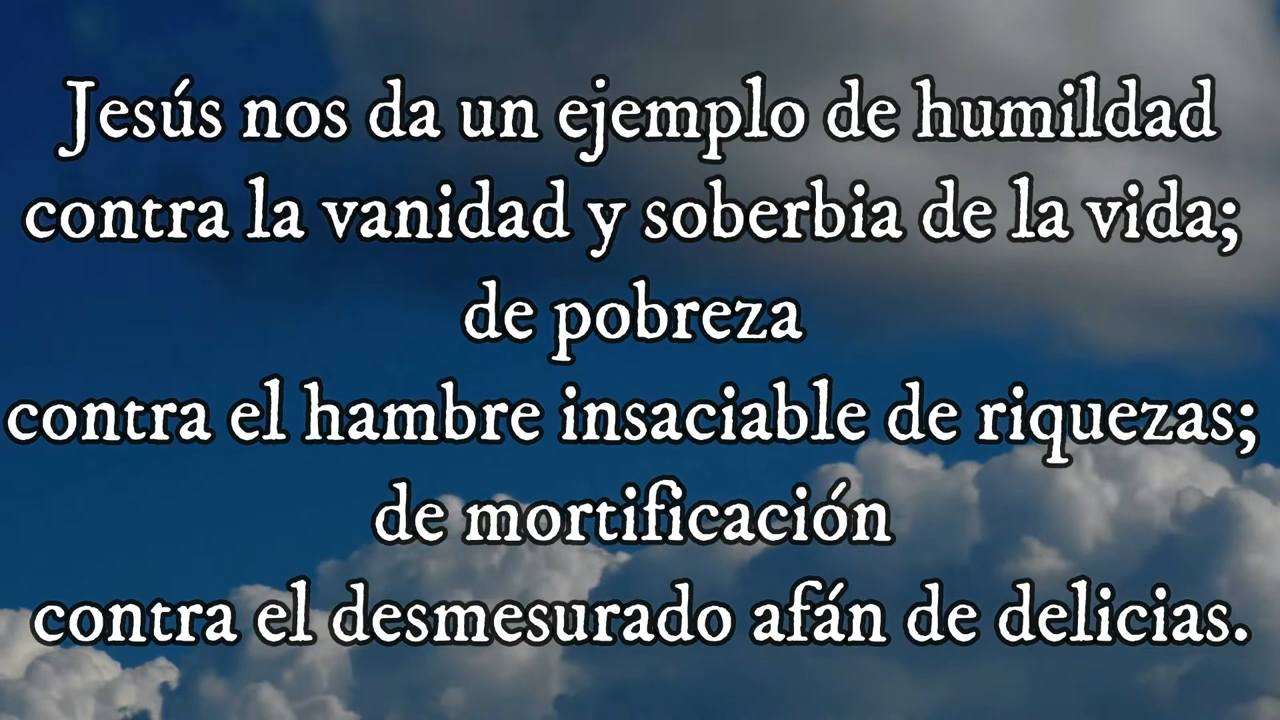 Jesús nos da un ejemplo de humildad
contra la vanidad y soberbia de la vida;
de pobreza
contra el hambre insaciable de riquezas;
de mortificación
contra el desmesurado afán de delicias.